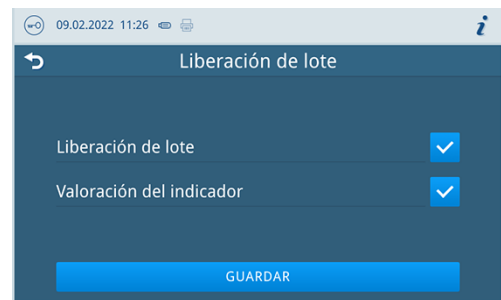 09.02.2022 11:26
i
Liberación de lote
Liberación de lote
Valoración del indicador
GUARDAR